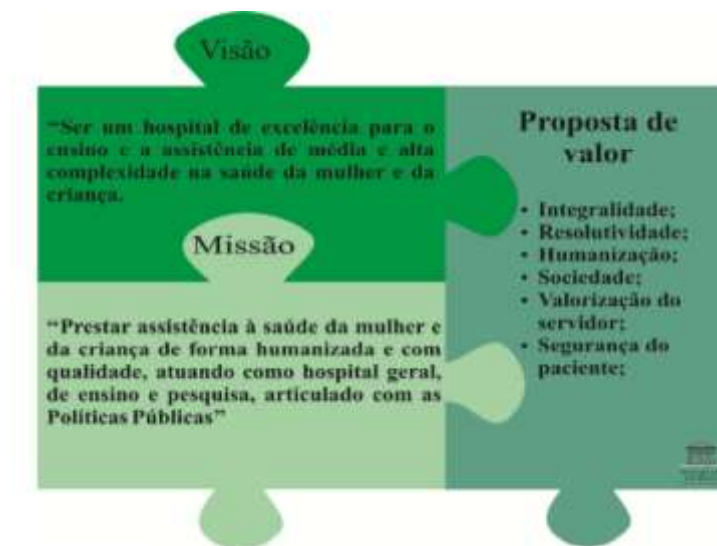 Visão
“Ser um hospital de excelência para o
ensino e a assistência de média e alta
complexidade na saúde da mulher e da
criança.
Missão
“Prestar assistência à saúde da mulher e
da criança de forma humanizada e com
qualidade, atuando como hospital geral,
de ensino e pesquisa, articulado com as
Políticas Públicas”
Proposta de
valor
• Integralidade;
• Resolutividade;
• Humanização;
• Sociedade;
• Valorização do
servidor;
• Segurança do
paciente;